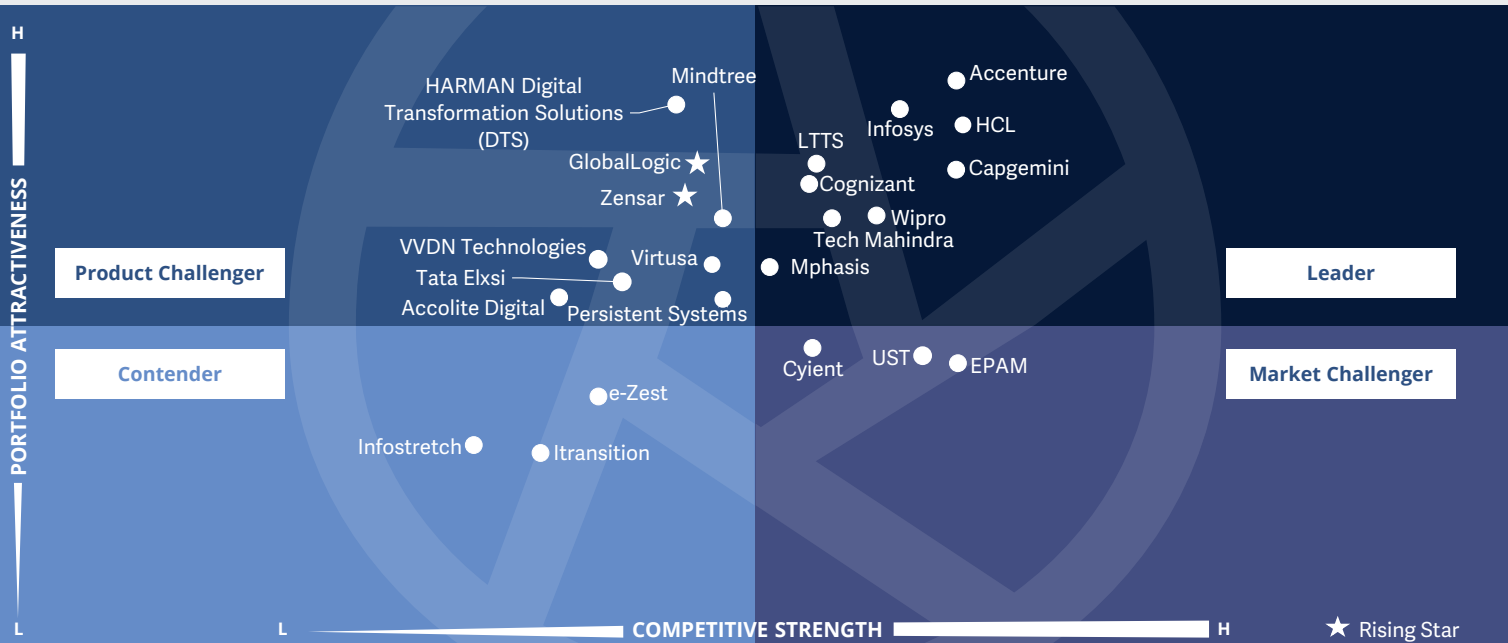 H
PORTFOLIO ATTRACTIVENESS
L
Mindtree
HARMAN Digital
Transformation Solutions
(DTS)
GlobalLogic
Zensar
VVDN Technologies
Virtusa
Tata Elxsi
Accolite Digital
Persistent Systems
Product Challenger
Accenture
Infosys
HCL
LTTS
Capgemini
Cognizant
Wipro
Tech Mahindra
Mphasis
Leader
Contender
e-Zest
Infostretch
Itransition
Cyient
UST
EPAM
Market Challenger
L
COMPETITIVE STRENGTH
H
Rising Star